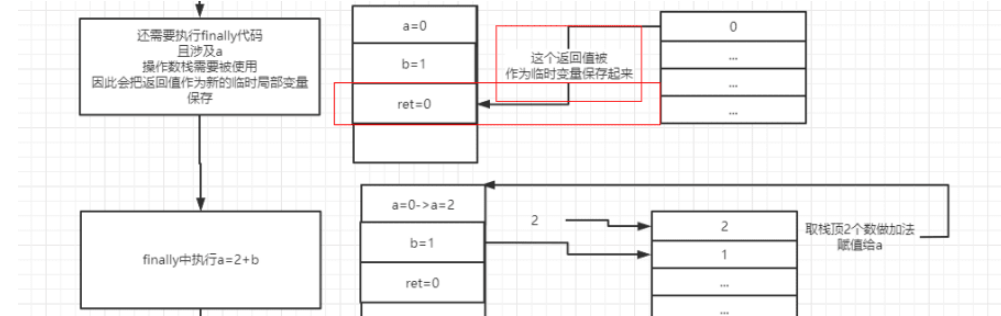 还需要执行finally代码
且涉及a
操作数栈需要被使用
因此会把返回值作为新的临时局部变量
保存
a=0
b=1
ret=0
这个返回值被
作为临时变量保存起来
0
...
...
...
finally中执行a=2+b
a=0->a=2
b=1
ret=0
2
2
1
...
...
取栈顶2个数做加法
赋值给a